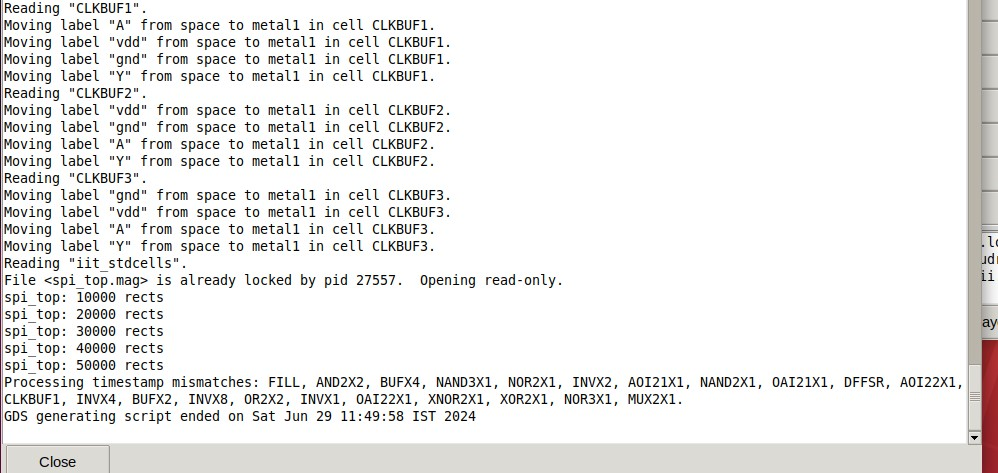 Reading "CLKBUF1".
Moving label "A" from space to metal1 in cell CLKBUF1.
Moving label "vdd" from space to metal1 in cell CLKBUF1.
Moving label "gnd" from space to metal1 in cell CLKBUF1.
Moving label "Y" from space to metal1 in cell CLKBUF1.
Reading "CLKBUF2".
Moving label "vdd" from space to metal1 in cell CLKBUF2.
Moving label "gnd" from space to metal1 in cell CLKBUF2.
Moving label "A" from space to metal1 in cell CLKBUF2.
Moving label "Y" from space to metal1 in cell CLKBUF2.
Reading "CLKBUF3".
Moving label "gnd" from space to metal1 in cell CLKBUF3.
Moving label "vdd" from space to metal1 in cell CLKBUF3.
Moving label "A" from space to metal1 in cell CLKBUF3.
Moving label "Y" from space to metal1 in cell CLKBUF3.
Reading "iit_stdcells".
File <spi_top.mag> is already locked by pid 27557.  Opening read-only.
spi_top: 10000 rects
spi_top: 20000 rects
spi_top: 30000 rects
spi_top: 40000 rects
spi_top: 50000 rects
Processing timestamp mismatches: FILL, AND2X2, BUFX4, NAND3X1, NOR2X1, INVX2, AOI21X1, NAND2X1, OAI21X1, DFFSR, AOI22X1,
CLKBUF1, INVX4, BUFX2, INVX8, OR2X2, INVX1, OAI22X1, XNOR2X1, XOR2X1, NOR3X1, MUX2X1.
GDS generating script ended on Sat Jun 29 11:49:58 IST 2024
Close